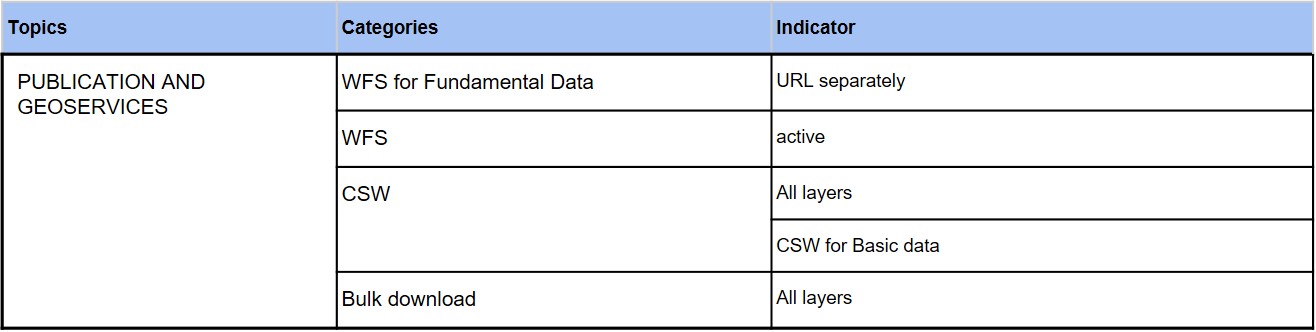 Topics Categories Indicator
PUBLICATION AND WFS for Fundamental Data URL separately
GEOSERVICES
WFS active
CSW All layers
CSW for Basic data
Bulk download All layers